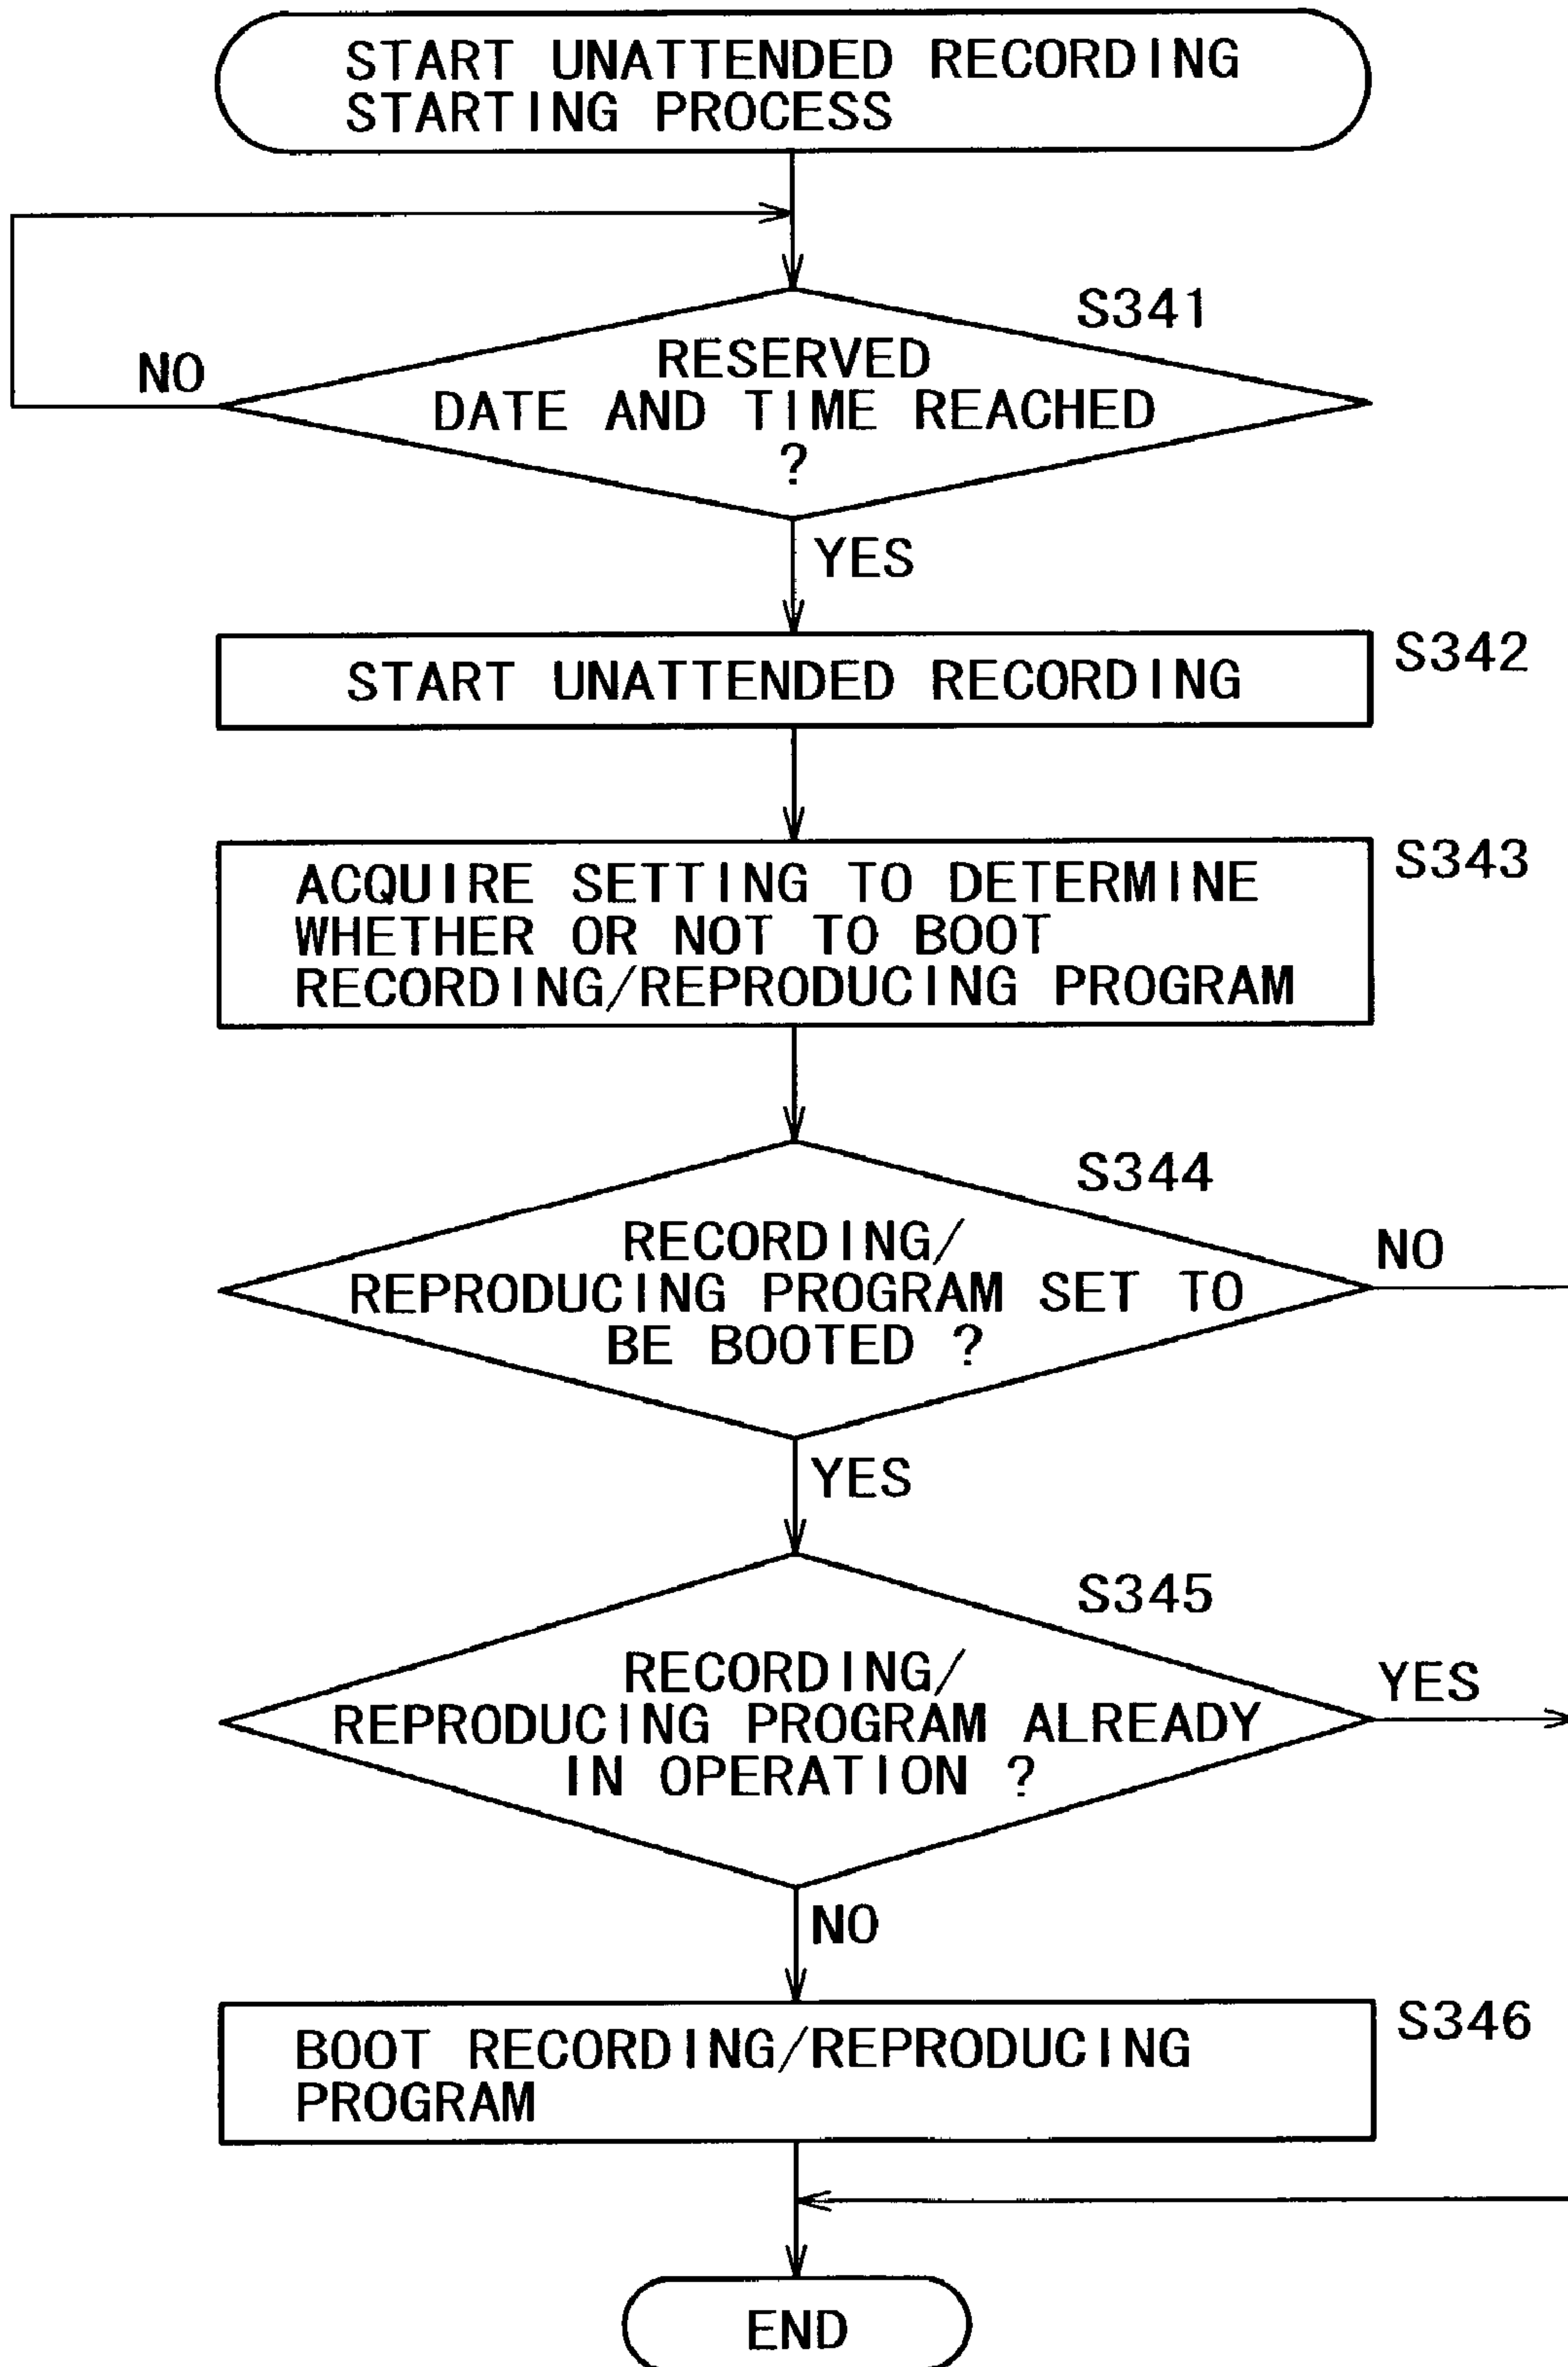 START UNATTENDED RECORDING
STARTING PROCESS
S341
NO
RESERVED
DATE AND TIME REACHED
?
YES
START UNATTENDED RECORDING
S342
ACQUIRE SETTING TO DETERMINE
WHETHER OR NOT TO BOOT
RECORDING/REPRODUCING PROGRAM
S343
S344
RECORDING/
REPRODUCING PROGRAM SET TO
BE BOOTED ?
NO
YES
S345
RECORDING/
REPRODUCING PROGRAM ALREADY
IN OPERATION ?
YES
NO
BOOT RECORDING/REPRODUCING
PROGRAM
S346
END